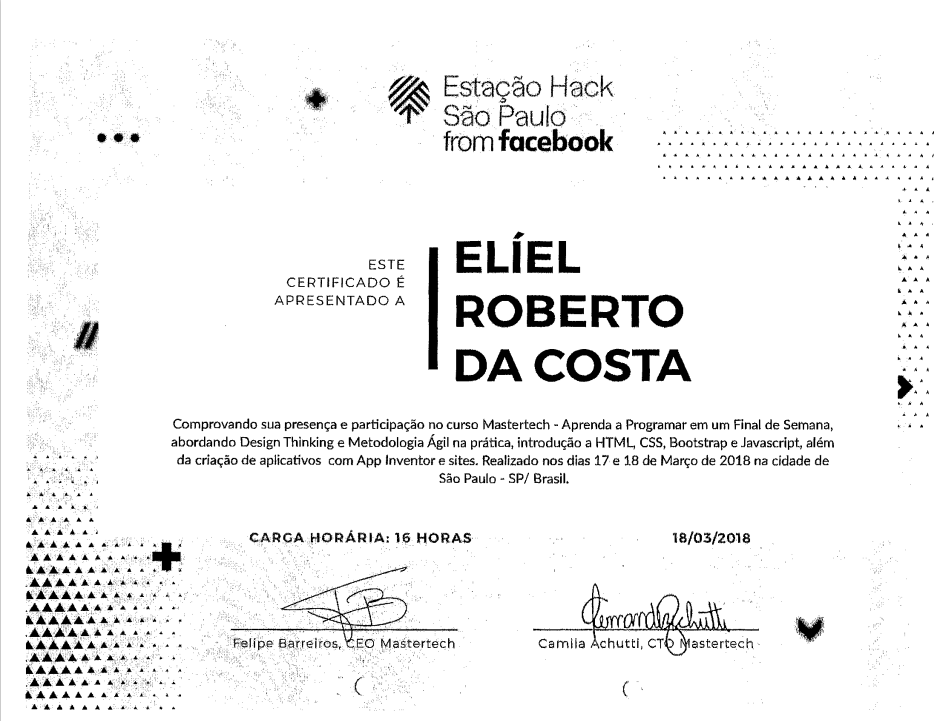 Estação Hack
São Paulo
from facebook
ESTE
CERTIFICADO É
APRESENTADO A
ELÍEL
ROBERTO
DA COSTA
Comprovando sua presença e participação no curso Mastertech - Aprenda a Programar em um Final de Semana,
abordando Design Thinking e Metodologia Ágil na prática, introdução a HTML, CSS, Bootstrap e Javascript, além
da criação de aplicativos com App Inventor e sites. Realizado nos dias 17 e 18 de Março de 2018 na cidade de
São Paulo - SP/ Brasil.
CARGA HORÁRIA: 16 HORAS
18/03/2018
Felipe Barreiros, CEO Mastertech
Camila Achutti, CTO Mastertech